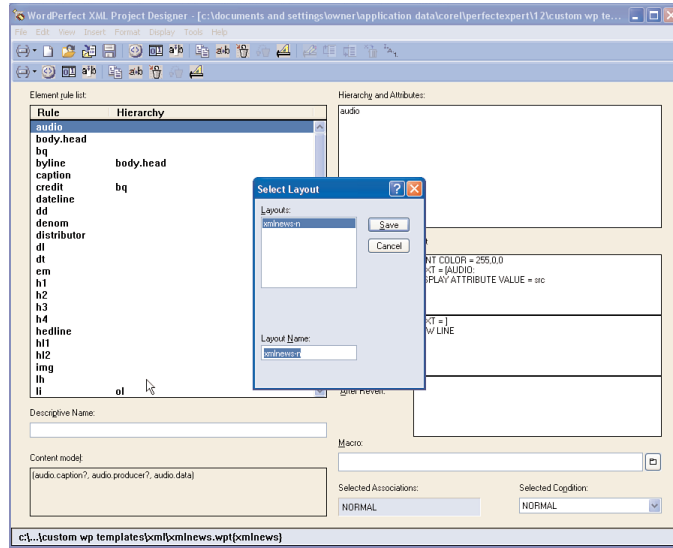 WordPerfect XML Project Designer - [c:\documents and settings\owner\application data\corel\perfectexpert\12\custom wp te...
File Edit View Insert Format Display Tools Help
Element rule list:
Hierarchy and Attributes:
Rule Hierarchy
audio
body.head
bq
byline body.head
caption
credit bq
dateline
dd
denom
distributor
dl
dt
em
h1
h2
h3
h4
hedline
hl1
hl2
img
lh
li ol
audio
Select Layout
Layouts:
xmlnews-n
Save
Cancel
Layout Name:
xmlnews-n
NT COLOR = 255,0,0
XT = [AUDIO:
SPLAY ATTRIBUTE VALUE = src
XT = ]
W LINE
After Revert:
Descriptive Name:
Macro:
Content model:
(audio.caption?, audio.producer?, audio.data)
Selected Associations:
Selected Condition:
NORMAL
NORMAL
c:\...\custom wp templates\xml\xmlnews.wpt(xmlnews)